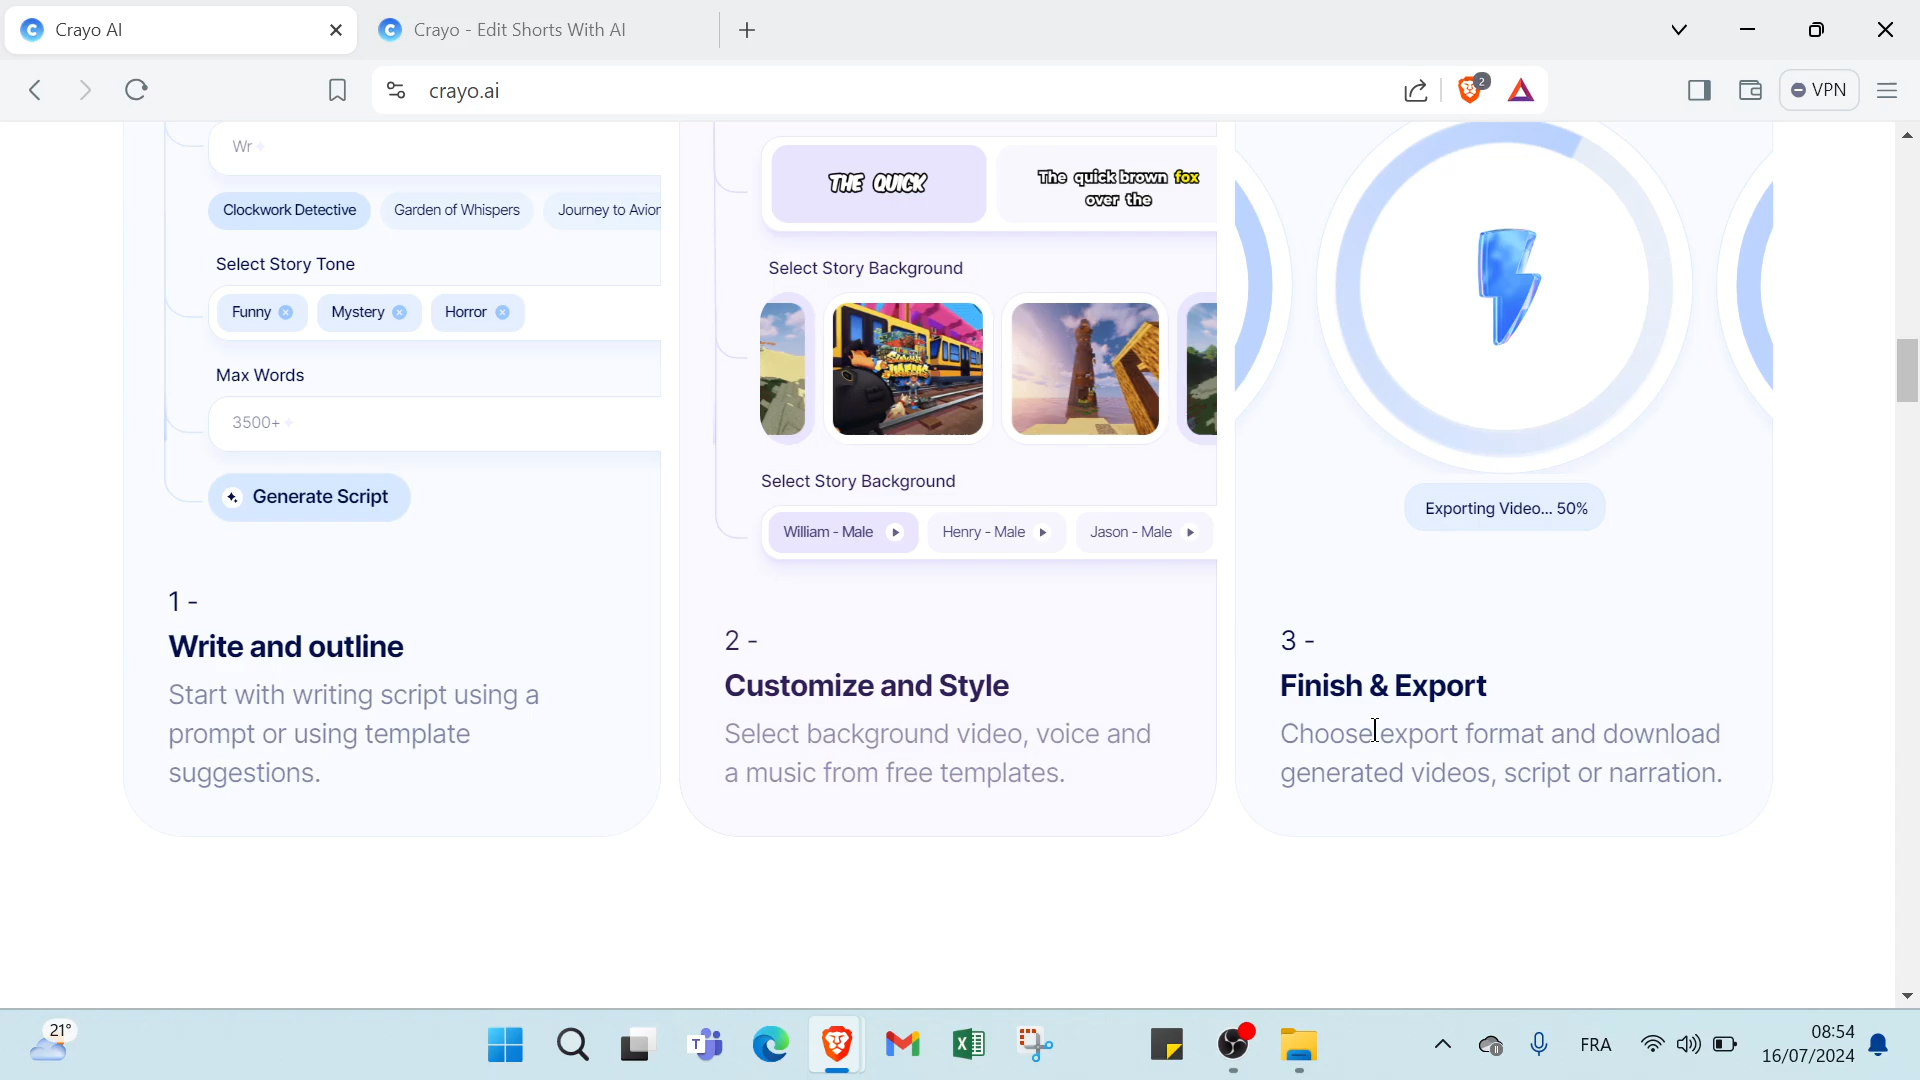 Crayo AI
Crayo - Edit Shorts With AI
crayo.ai
2
VPN
Wr
Clockwork Detective Garden of Whispers Journey to Avior
Select Story Tone
Funny Mystery Horror
Max Words
3500+
Generate Script
1 -
Write and outline
Start with writing script using a
prompt or using template
suggestions.
THE QUICK
The quick brown fox
over the
Select Story Background
Select Story Background
William - Male Henry - Male Jason - Male
2 -
Customize and Style
Select background video, voice and
a music from free templates.
Exporting Video... 50%
3 -
Finish & Export
Choose export format and download
generated videos, script or narration.
21°
FRA
08:54
16/07/2024